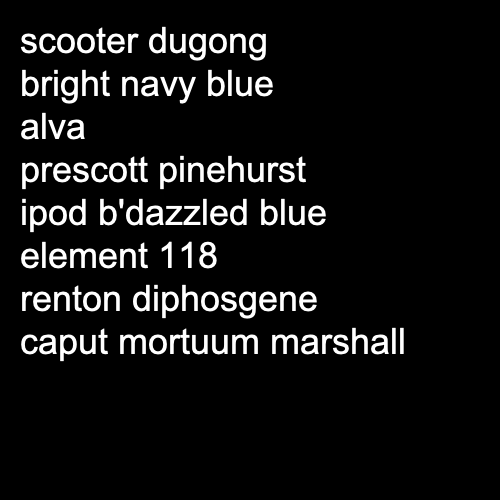 scooter dugong
bright navy blue
alva
prescott pinehurst
ipod b'dazzled blue
element 118
renton diphosgene
caput mortuum marshall